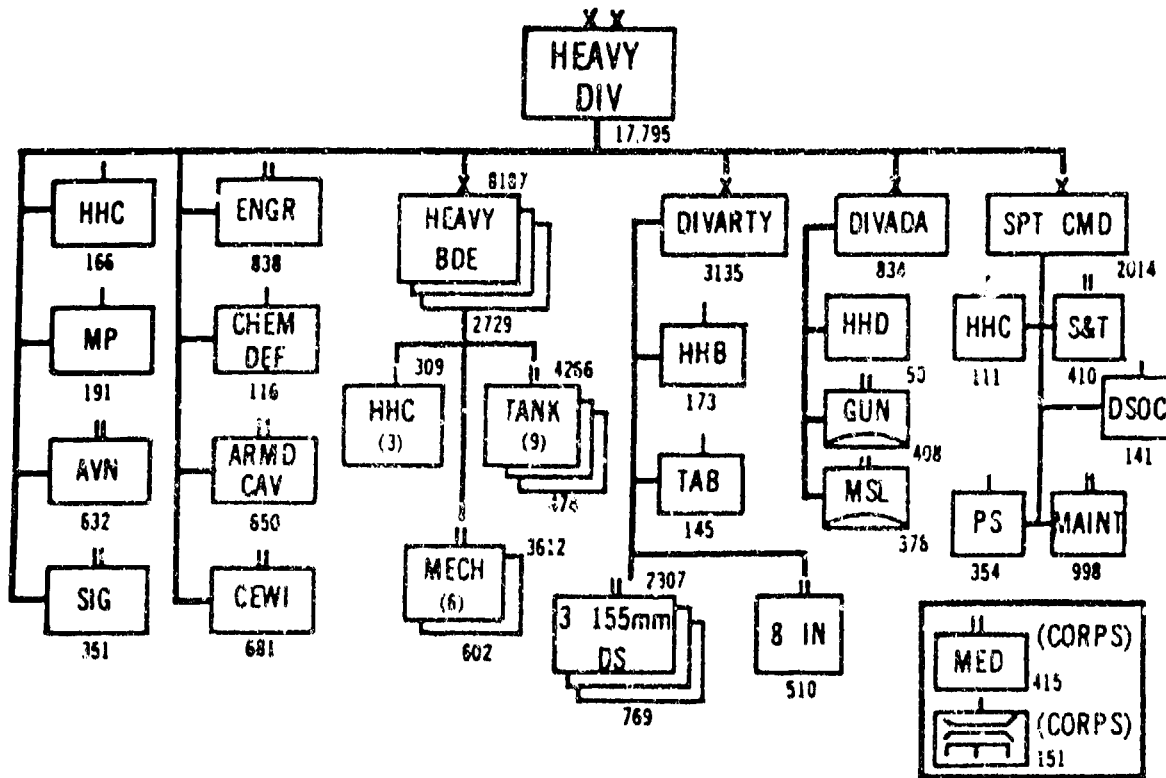 X X
HEAVY
DIV
17,795
HHC
166
MP
191
AVN
632
SIG
351
ENGR
838
CHEM
DEF
116
ARMD
CAV
650
CEWI
681
X
8187
HEAVY
BDE
2729
309
HHC
(3)
4266
TANK
(9)
474
3612
MECH
(6)
602
X
DIVARTY
3135
HHB
173
TAB
145
2307
3 155mm
DS
769
8 IN
510
X
DIVADA
834
HHD
50
GUN
408
MSL
376
X
SPT CMD
2014
HHC
111
S&T
410
DSOC
141
PS
354
MAINT
998
MED
(CORPS)
415
(CORPS)
151